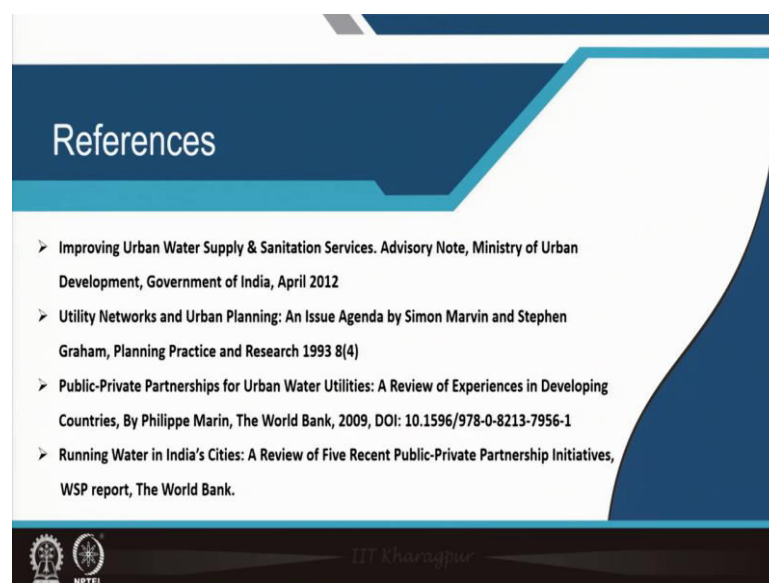 References
➢ Improving Urban Water Supply & Sanitation Services. Advisory Note, Ministry of Urban
Development, Government of India, April 2012
➢ Utility Networks and Urban Planning: An Issue Agenda by Simon Marvin and Stephen
Graham, Planning Practice and Research 1993 8(4)
➢ Public-Private Partnerships for Urban Water Utilities: A Review of Experiences in Developing
Countries, By Philippe Marin, The World Bank, 2009, DOI: 10.1596/978-0-8213-7956-1
➢ Running Water in India's Cities: A Review of Five Recent Public-Private Partnership Initiatives,
WSP report, The World Bank.
IIT Kharagpur
NPTEL